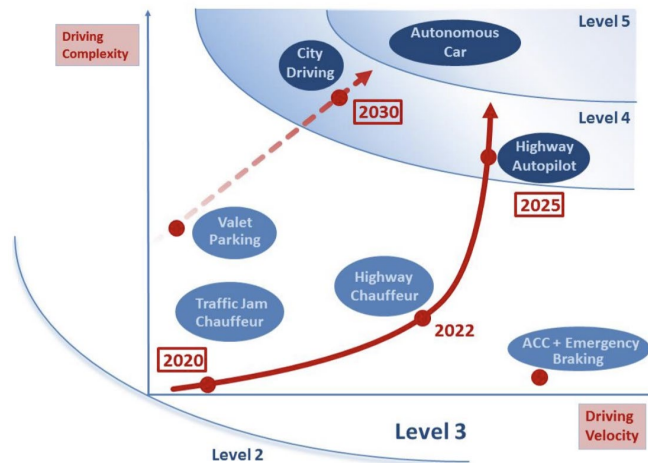 Driving
Complexity
Level 5
Autonomous
Car
City
Driving
2030
Level 4
Highway
Autopilot
2025
Valet
Parking
Highway
Chauffeur
Traffic Jam
Chauffeur
2022
2020
ACC + Emergency
Braking
Level 3
Driving
Velocity
Level 2